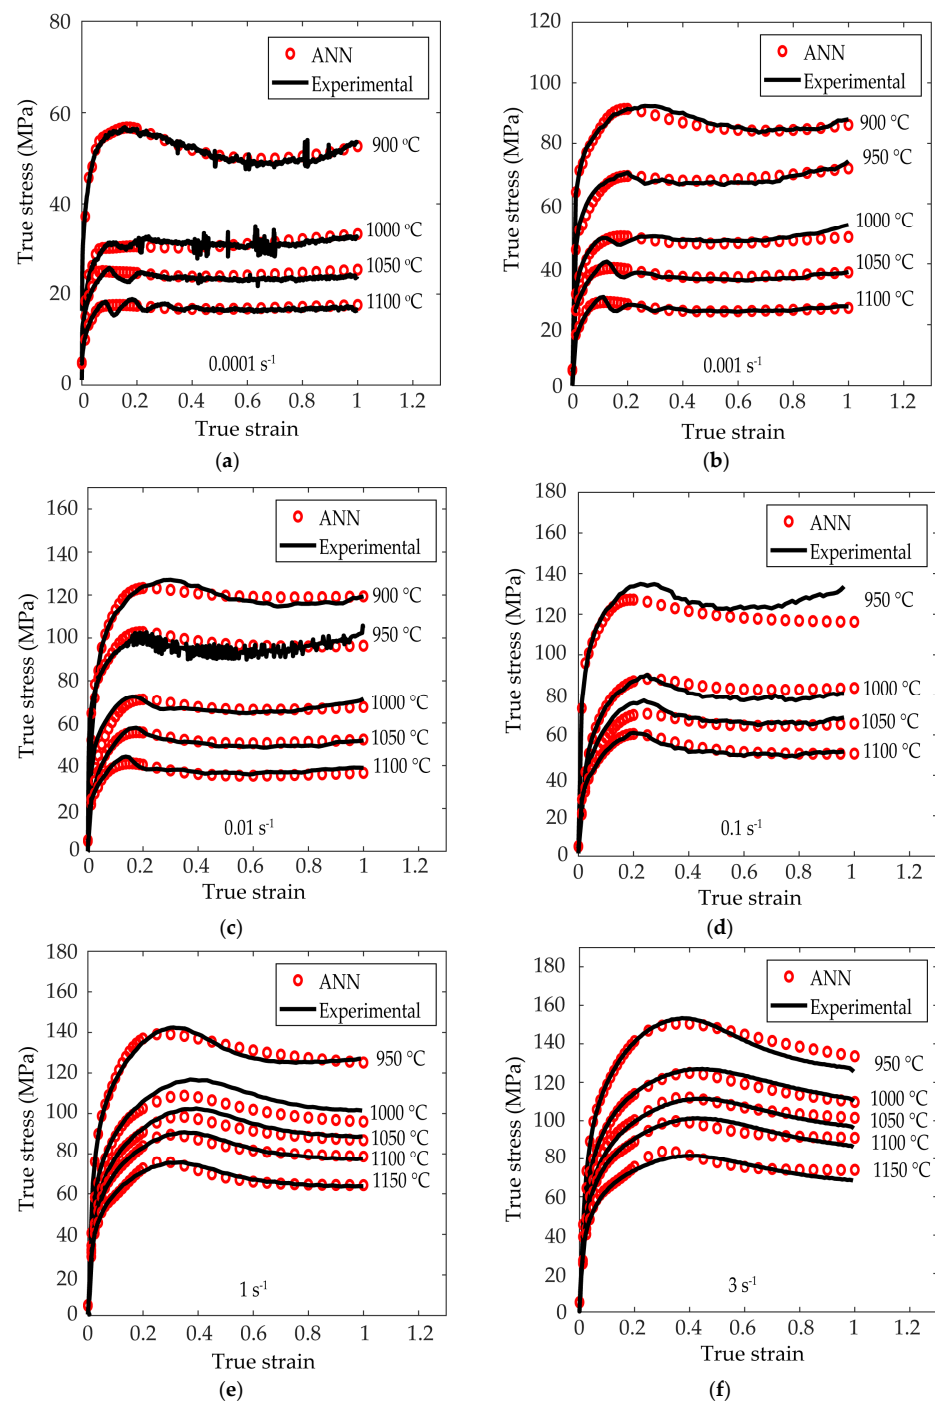 80
60
40
20
0
True stress (MPa)
ANN
Experimental
900 °C
1000 °C
1050 °C
1100 °C
0.0001 s-1
0 0.2 0.4 0.6 0.8 1 1.2
True strain
(a)
120
100
80
60
40
20
0
True stress (MPa)
ANN
Experimental
900 °C
950 °C
1000 °C
1050 °C
1100 °C
0.001 s-1
0 0.2 0.4 0.6 0.8 1 1.2
True strain
(b)
160
140
120
100
80
60
40
20
0
True stress (MPa)
ANN
Experimental
900 °C
950 °C
1000 °C
1050 °C
1100 °C
0.01 s-1
0 0.2 0.4 0.6 0.8 1 1.2
True strain
(c)
180
160
140
120
100
80
60
40
20
0
True stress (MPa)
ANN
Experimental
950 °C
1000 °C
1050 °C
1100 °C
0.1 s-1
0 0.2 0.4 0.6 0.8 1 1.2
True strain
(d)
180
160
140
120
100
80
60
40
20
0
True stress (MPa)
ANN
Experimental
950 °C
1000 °C
1050 °C
1100 °C
1150 °C
1 s-1
0 0.2 0.4 0.6 0.8 1 1.2
True strain
(e)
180
160
140
120
100
80
60
40
20
0
True stress (MPa)
ANN
Experimental
950 °C
1000 °C
1050 °C
1100 °C
1150 °C
3 s-1
0 0.2 0.4 0.6 0.8 1 1.2
True strain
(f)